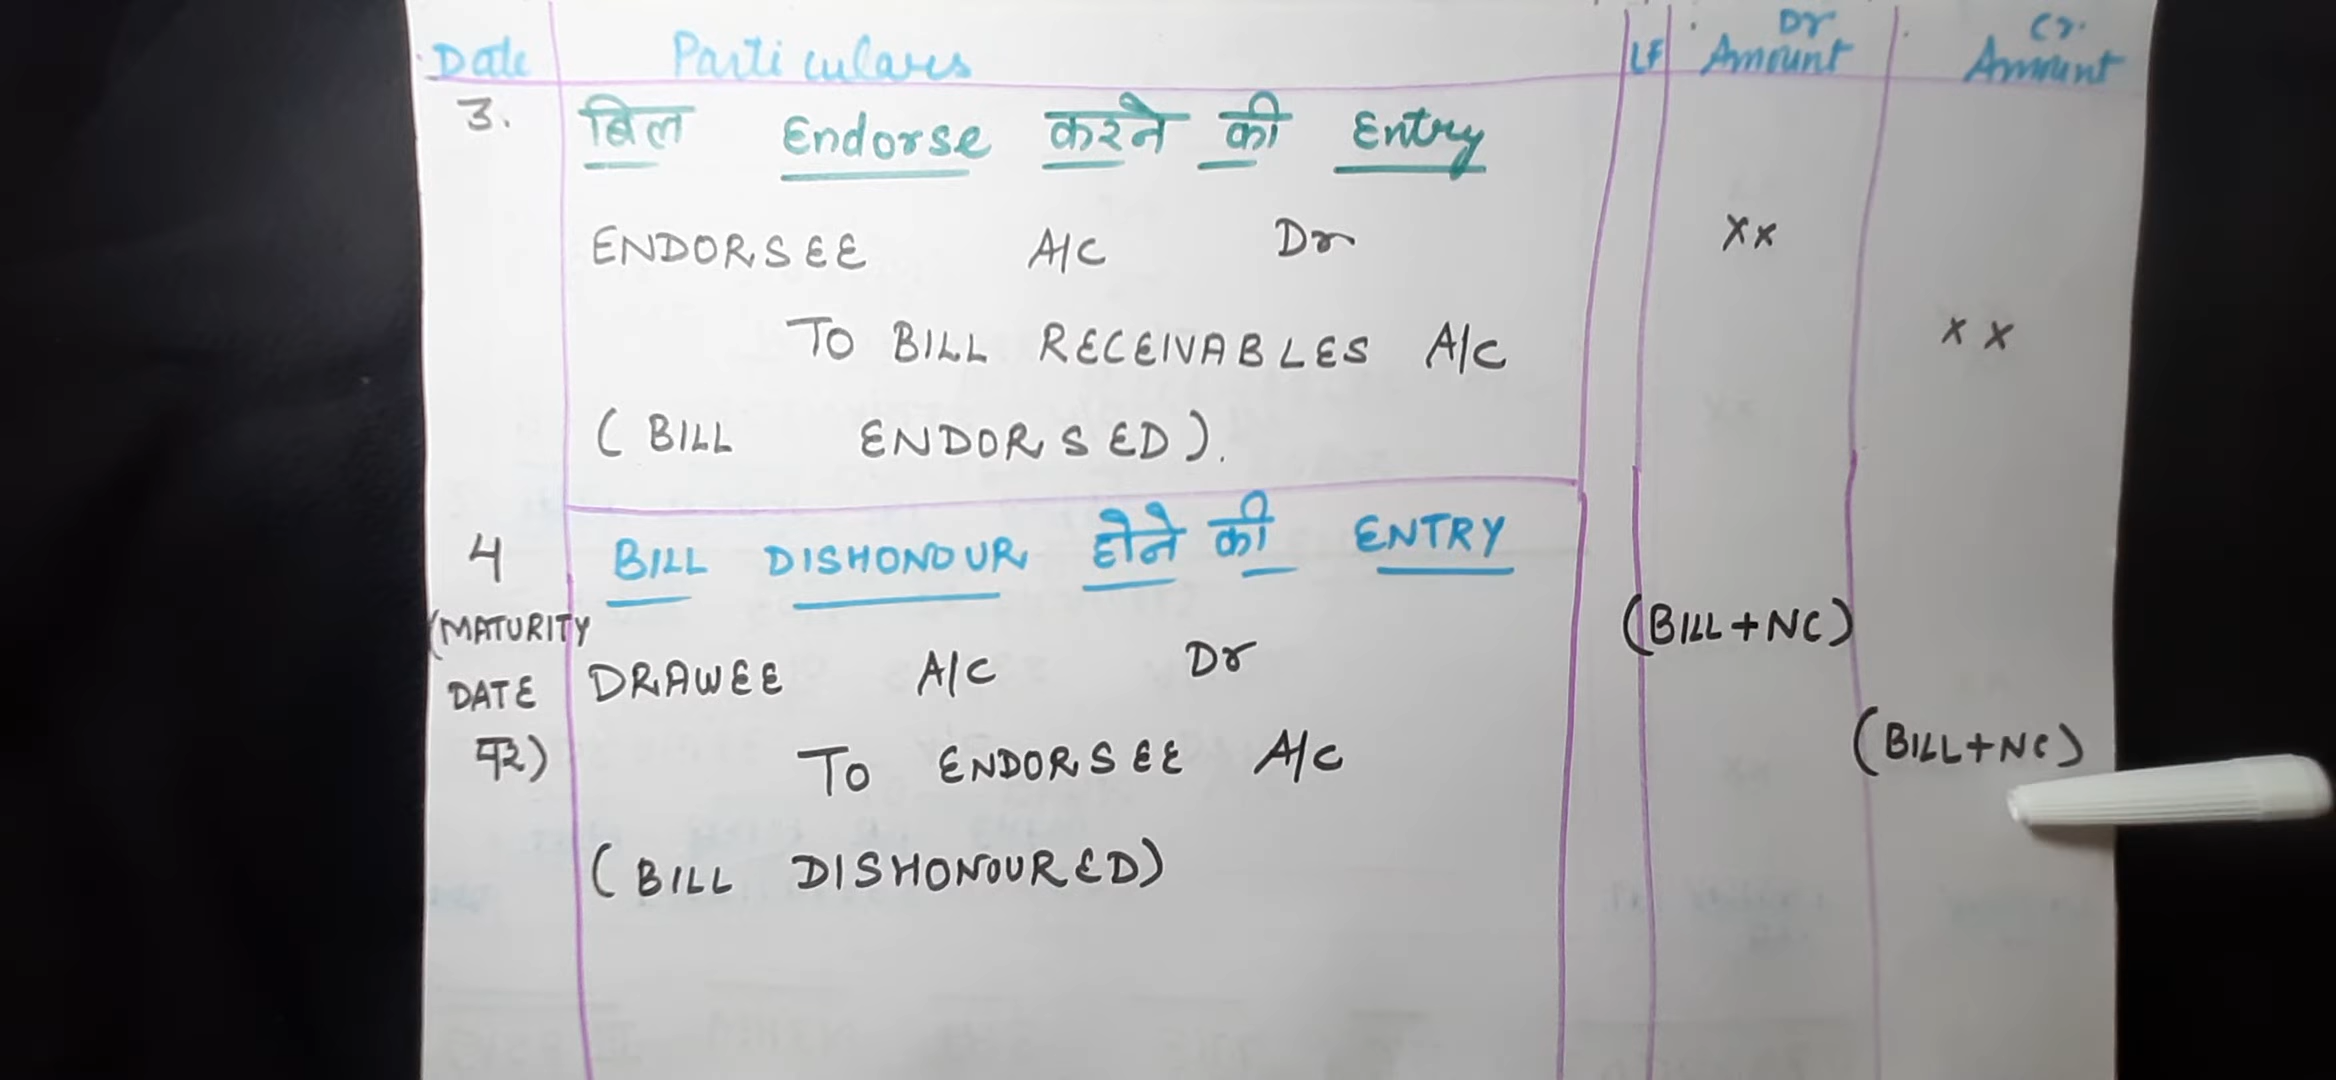 Date Particulars LF Dr Amount Cr. Amount
3. बिल Endorse करने की Entry
ENDORSEE A/C Dr xx
TO BILL RECEIVABLES A/C x x
( BILL ENDORSED).
4 BILL DISHONOUR होने की ENTRY
(MATURITY DATE पर)
DRAWEE A/C Dr (BILL+NC)
To ENDORSEE A/C (BILL+NC)
( BILL DISHONOURED)